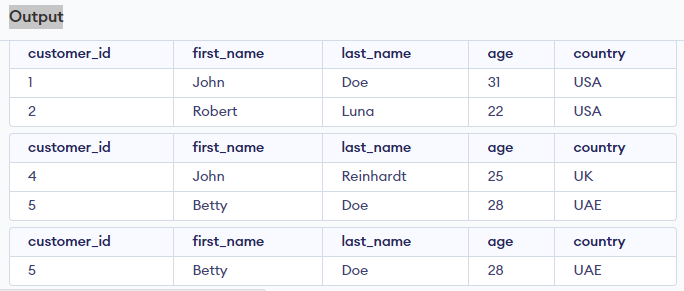 Output
customer_id first_name last_name age country
1 John Doe 31 USA
2 Robert Luna 22 USA
customer_id first_name last_name age country
4 John Reinhardt 25 UK
5 Betty Doe 28 UAE
customer_id first_name last_name age country
5 Betty Doe 28 UAE